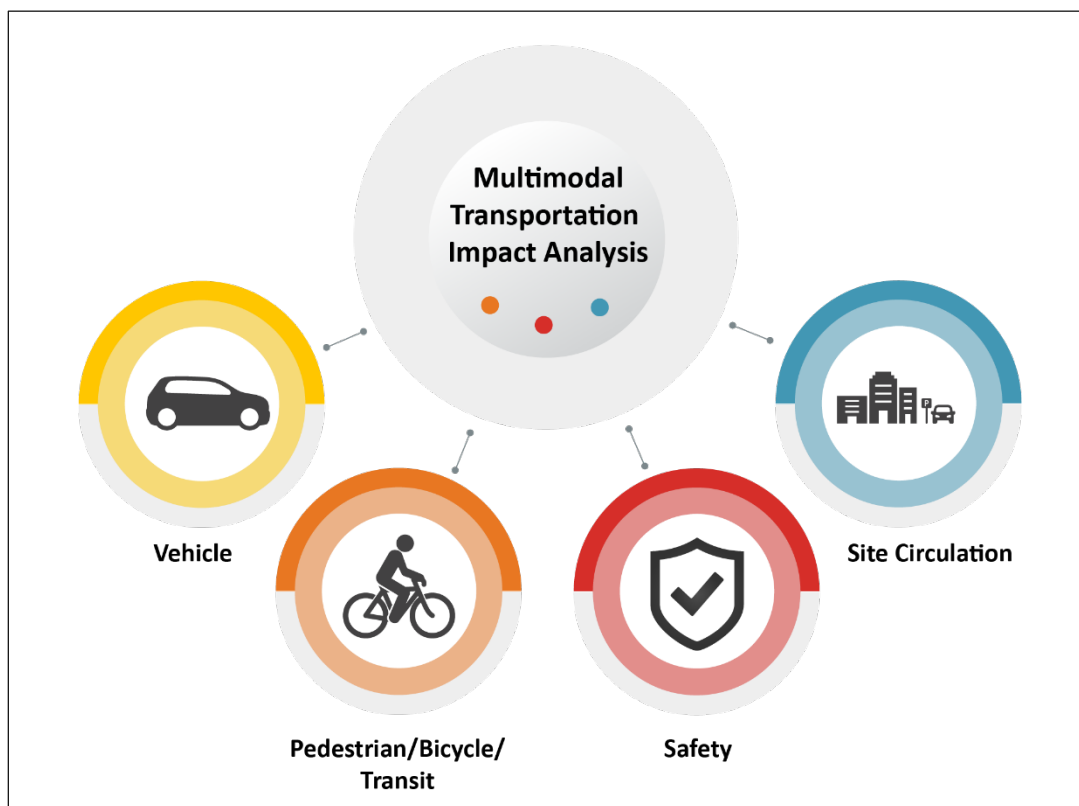 Multimodal
Transportation
Impact Analysis
P
Vehicle
Site Circulation
Pedestrian/Bicycle/
Transit
Safety